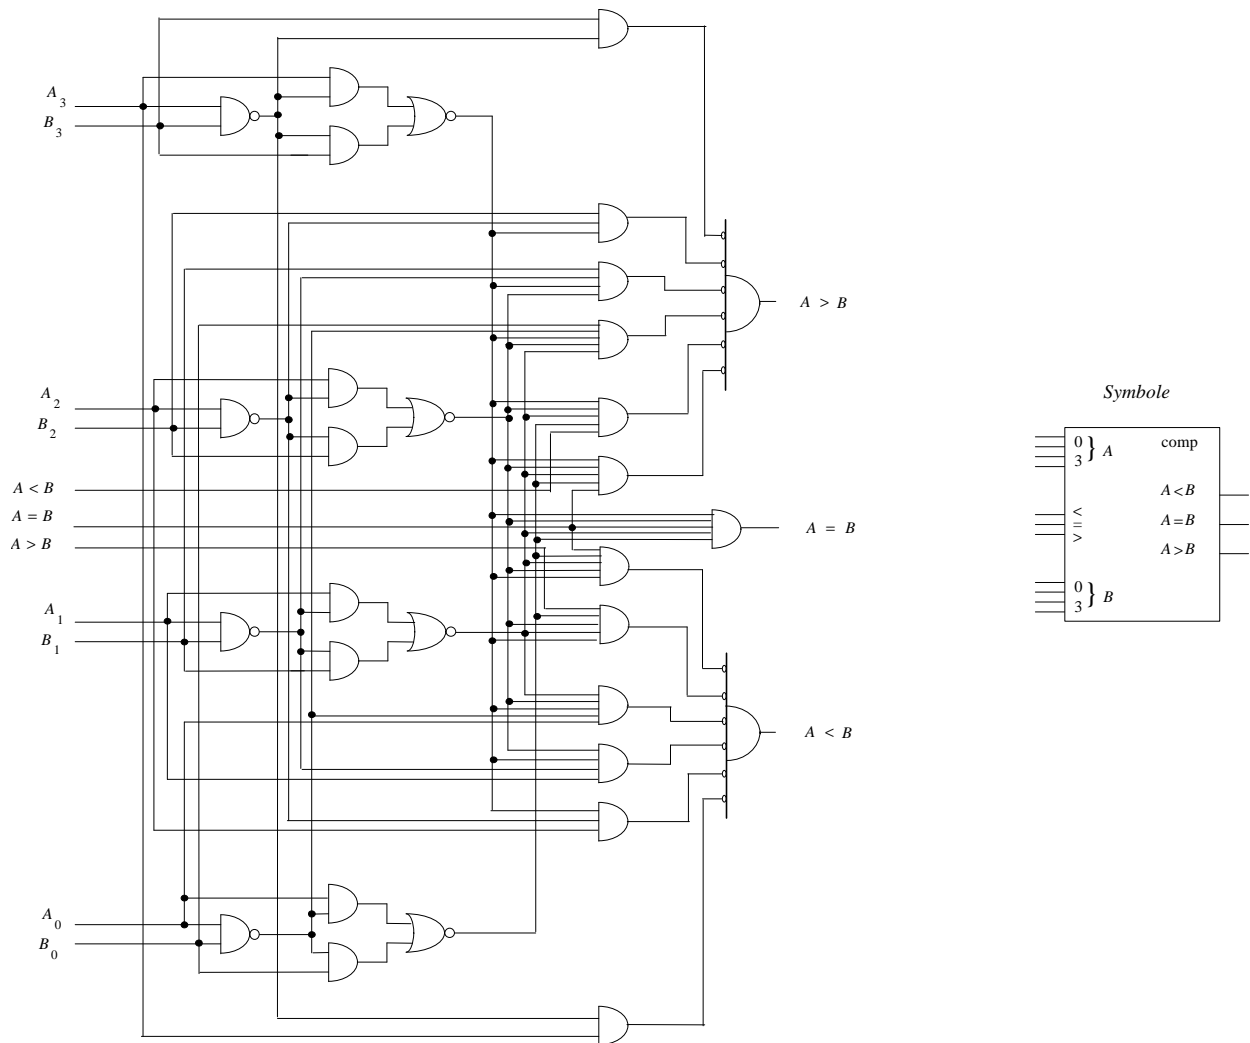 A3
B3
A > B
A2
B2
A < B
A = B
A > B
A = B
A1
B1
A < B
A0
B0
Symbole
0 } A comp
3
A<B
<
= A=B
> A>B
0 } B
3